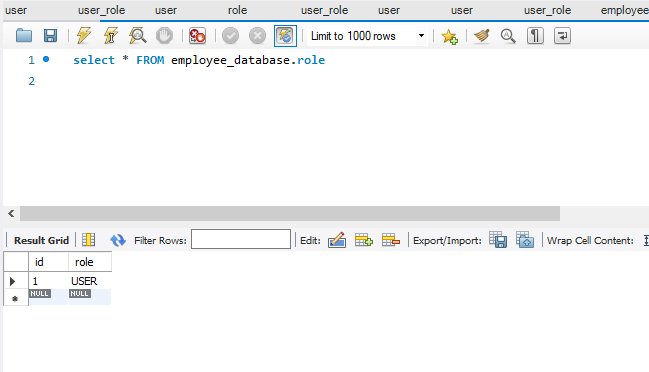 user user_role user role user_role user user user_role employee
Limit to 1000 rows
1 select * FROM employee_database.role
2
Result Grid Filter Rows: Edit: Export/Import: Wrap Cell Content:
id role
1 USER
NULL NULL